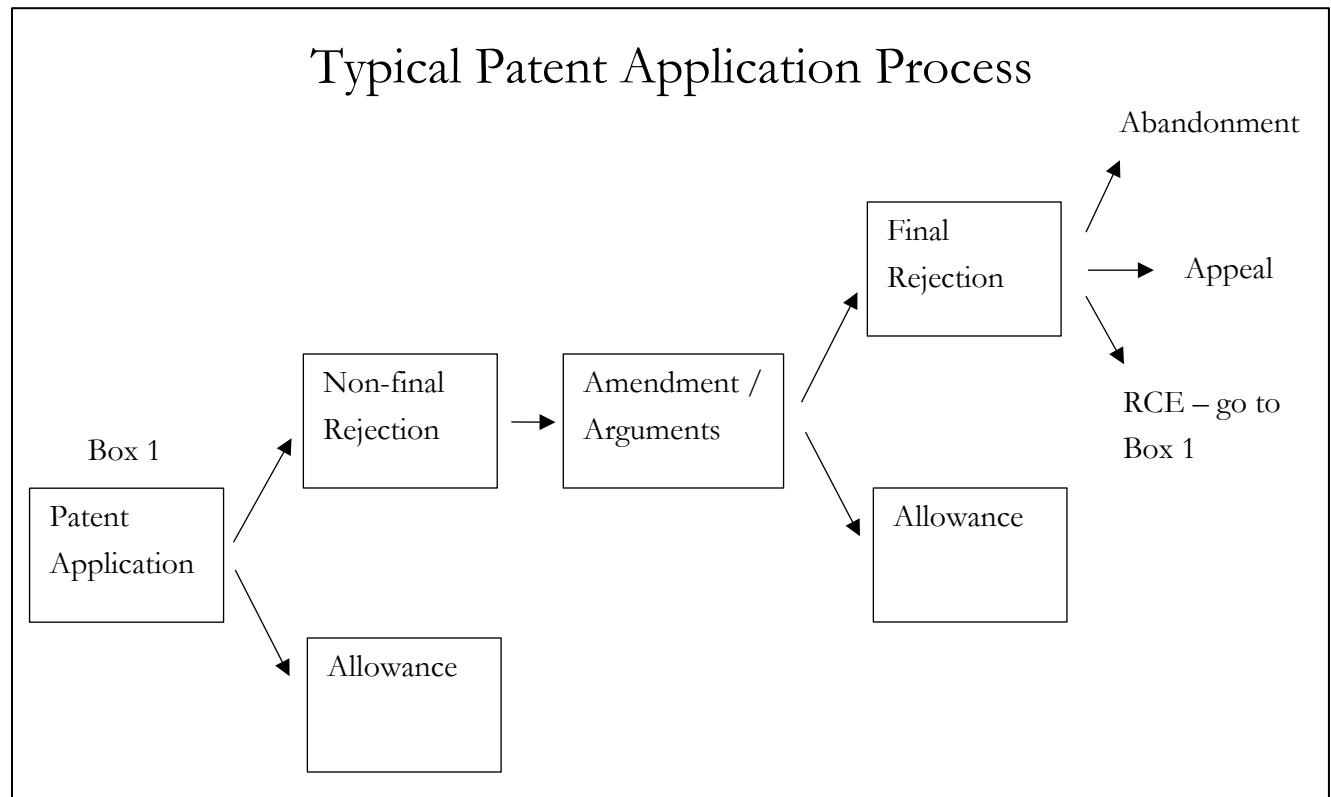 Typical Patent Application Process
Abandonment
Final
Rejection
Appeal
Non-final
Rejection
Amendment /
Arguments
RCE – go to
Box 1
Box 1
Patent
Application
Allowance
Allowance